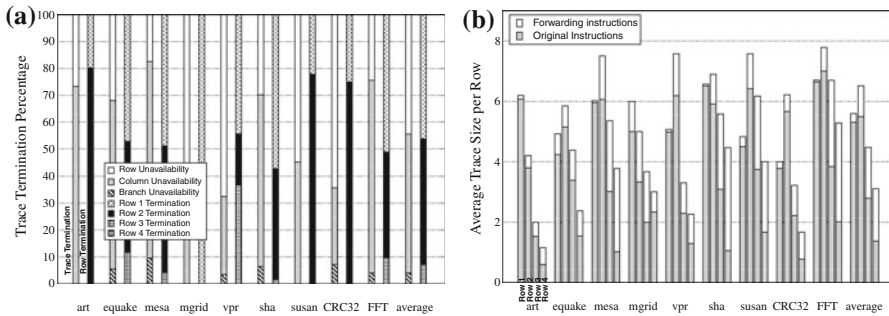 (a)
Trace Termination Percentage
100
90
80
70
60
50
40
30
20
10
0
Row Unavailability
Column Unavailability
Branch Unavailability
Row 1 Termination
Row 2 Termination
Row 3 Termination
Row 4 Termination
Trace Termination
Row Termination
art equake mesa mgrid vpr sha susan CRC32 FFT average
(b)
Average Trace Size per Row
8
6
4
2
0
Forwarding instructions
Original Instructions
Row 1
Row 2
Row 3
Row 4
art equake mesa mgrid vpr sha susan CRC32 FFT average